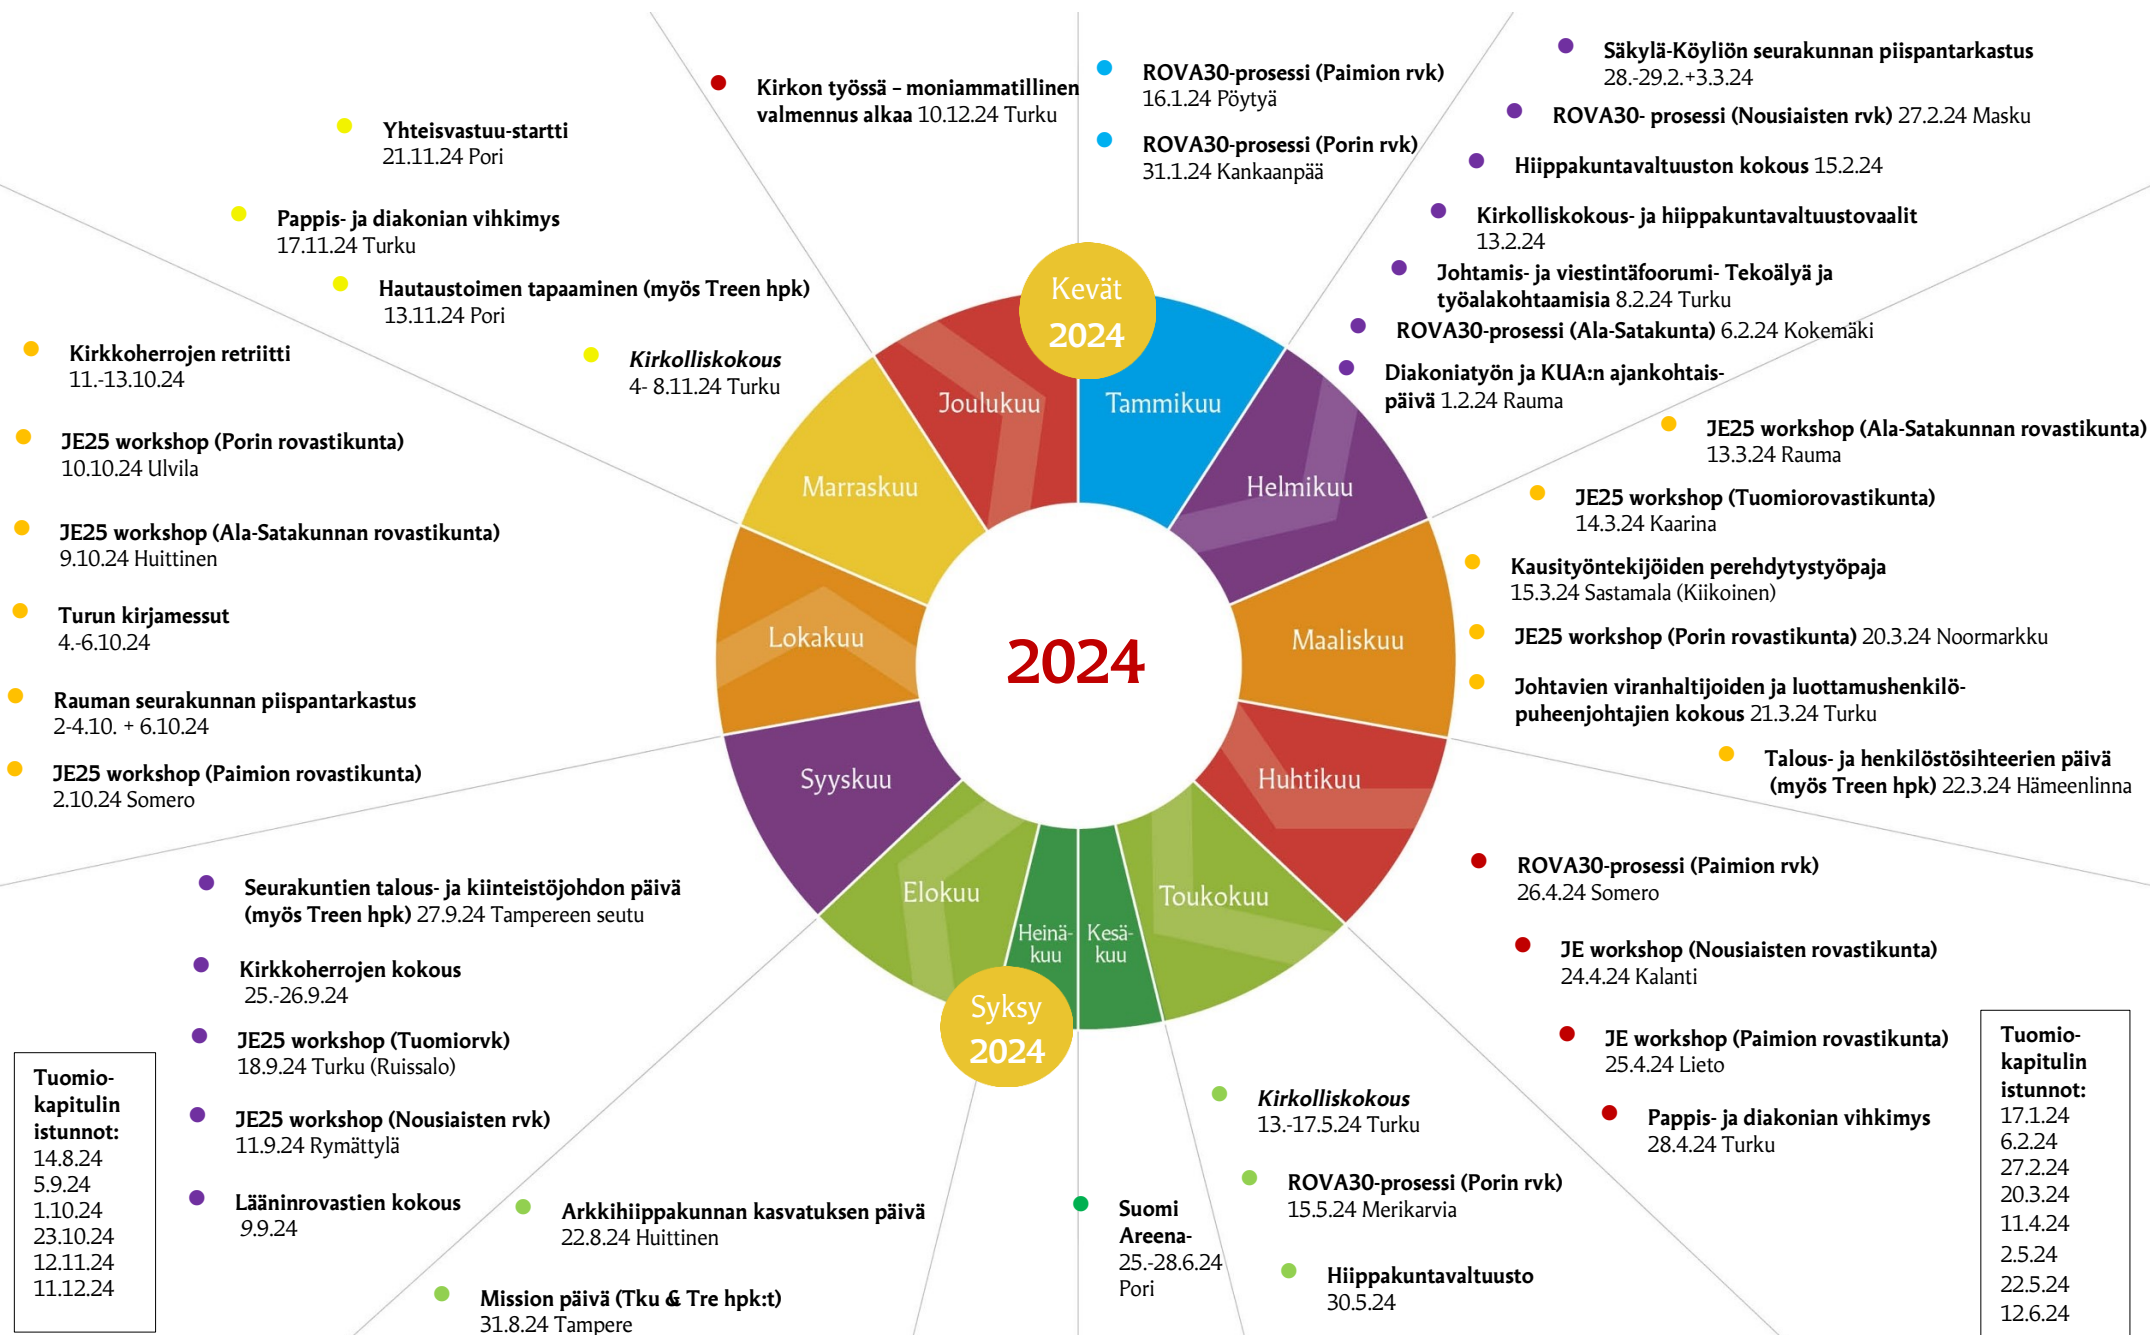 Kirkon työssä – moniammatillinen
valmennus alkaa 10.12.24 Turku
ROVA30-prosessi (Paimion rvk)
16.1.24 Pöytyä
ROVA30-prosessi (Porin rvk)
31.1.24 Kankaanpää
Säkylä-Köyliön seurakunnan piispantarkastus
28.-29.2.+3.3.24
ROVA30- prosessi (Nousiaisten rvk) 27.2.24 Masku
Hiippakuntavaltuuston kokous 15.2.24
Kirkolliskokous- ja hiippakuntavaltuustovaalit
13.2.24
Johtamis- ja viestintäfoorumi- Tekoälyä ja
työalakohtaamisia 8.2.24 Turku
ROVA30-prosessi (Ala-Satakunta) 6.2.24 Kokemäki
Diakoniatyön ja KUA:n ajankohtais-
päivä 1.2.24 Rauma
JE25 workshop (Ala-Satakunnan rovastikunta)
13.3.24 Rauma
JE25 workshop (Tuomiorovastikunta)
14.3.24 Kaarina
Kausityöntekijöiden perehdytystyöpaja
15.3.24 Sastamala (Kiikoinen)
JE25 workshop (Porin rovastikunta) 20.3.24 Noormarkku
Johtavien viranhaltijoiden ja luottamushenkilö-
puheenjohtajien kokous 21.3.24 Turku
Talous- ja henkilöstösihteerien päivä
(myös Treen hpk) 22.3.24 Hämeenlinna
ROVA30-prosessi (Paimion rvk)
26.4.24 Somero
JE workshop (Nousiaisten rovastikunta)
24.4.24 Kalanti
JE workshop (Paimion rovastikunta)
25.4.24 Lieto
Pappis- ja diakonian vihkimys
28.4.24 Turku
Kirkolliskokous
13.-17.5.24 Turku
ROVA30-prosessi (Porin rvk)
15.5.24 Merikarvia
Hiippakuntavaltuusto
30.5.24
Suomi
Areena-
25.-28.6.24
Pori
Arkkihiippakunnan kasvatuksen päivä
22.8.24 Huittinen
Mission päivä (Tku & Tre hpk:t)
31.8.24 Tampere
Seurakuntien talous- ja kiinteistöjohdon päivä
(myös Treen hpk) 27.9.24 Tampereen seutu
Kirkkoherrojen kokous
25.-26.9.24
JE25 workshop (Tuomiorvk)
18.9.24 Turku (Ruissalo)
JE25 workshop (Nousiaisten rvk)
11.9.24 Rymättylä
Lääninrovastien kokous
9.9.24
Kirkkoherrojen retriitti
11.-13.10.24
JE25 workshop (Porin rovastikunta)
10.10.24 Ulvila
JE25 workshop (Ala-Satakunnan rovastikunta)
9.10.24 Huittinen
Turun kirjamessut
4.-6.10.24
Rauman seurakunnan piispantarkastus
2-4.10. + 6.10.24
JE25 workshop (Paimion rovastikunta)
2.10.24 Somero
Yhteisvastuu-startti
21.11.24 Pori
Pappis- ja diakonian vihkimys
17.11.24 Turku
Hautaustoimen tapaaminen (myös Treen hpk)
13.11.24 Pori
Kirkolliskokous
4- 8.11.24 Turku
Kevät
2024
Tammikuu
Helmikuu
Maaliskuu
Huhtikuu
Toukokuu
Kesä-
kuu
Heinä-
kuu
Syksy
2024
Elokuu
Syyskuu
Lokakuu
Marraskuu
Joulukuu
2024
Tuomio-
kapitulin
istunnot:
14.8.24
5.9.24
1.10.24
23.10.24
12.11.24
11.12.24
Tuomio-
kapitulin
istunnot:
17.1.24
6.2.24
27.2.24
20.3.24
11.4.24
2.5.24
22.5.24
12.6.24